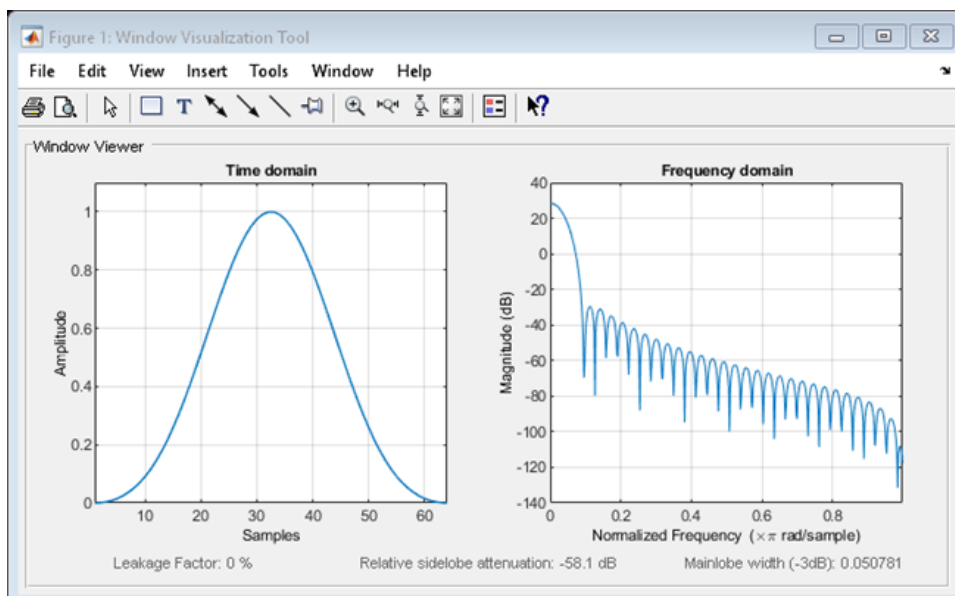 Figure 1: Window Visualization Tool
File Edit View Insert Tools Window Help
T
?
Window Viewer
Time domain
1
0.8
0.6
0.4
0.2
0
10 20 30 40 50 60
Amplitude
Samples
Frequency domain
40
20
0
-20
-40
-60
-80
-100
-120
-140
0 0.2 0.4 0.6 0.8
Magnitude (dB)
Normalized Frequency (×π rad/sample)
Leakage Factor: 0 % Relative sidelobe attenuation: -58.1 dB Mainlobe width (-3dB): 0.050781